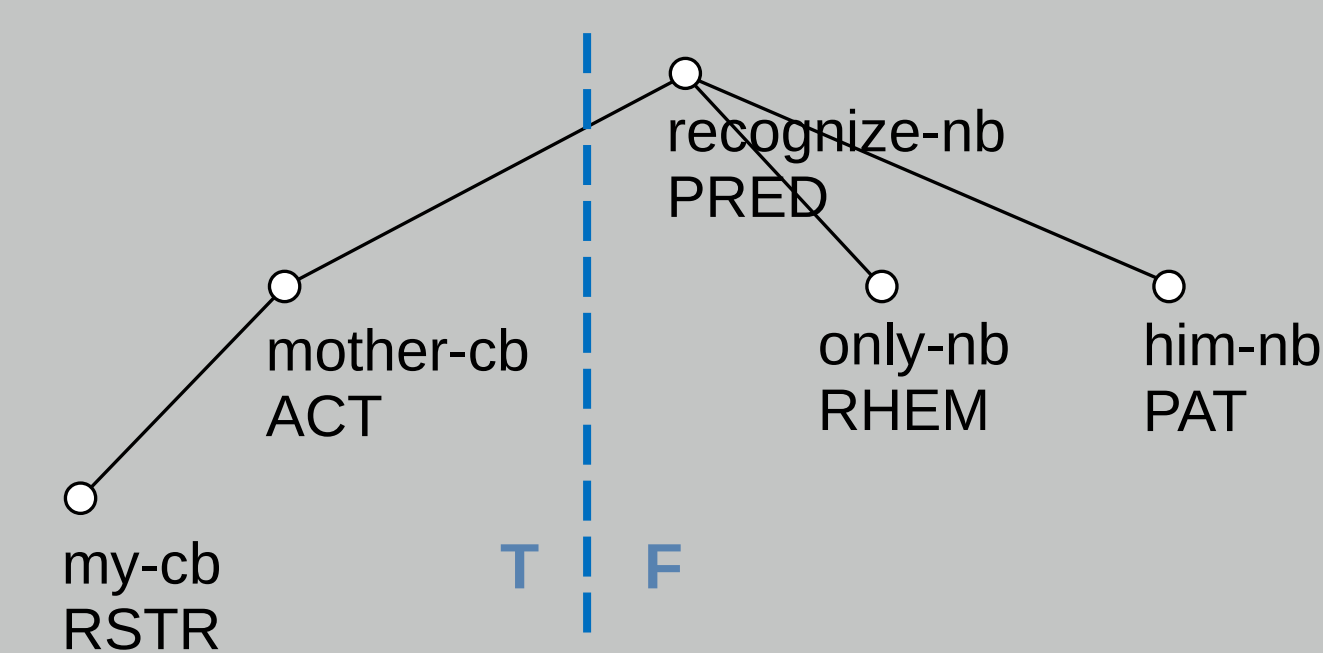 recognize-nb
PRED
mother-cb
ACT
only-nb
RHEM
him-nb
PAT
my-cb
RSTR
T
F